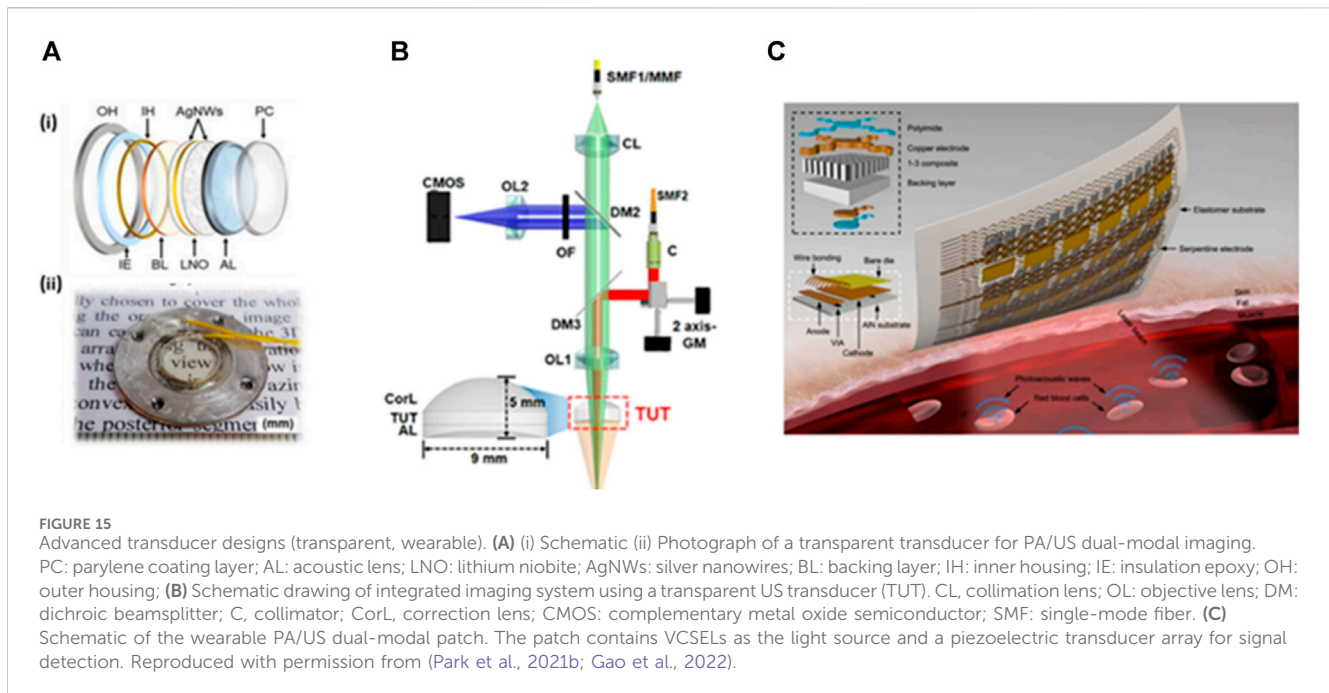 A
(i)
OH
IH
AgNWs
PC
IE
BL
LNO
AL
(ii)
lly chosen to cover the who
view
(mm)
B
SMF1/MMF
CL
CMOS
OL2
DM2
OF
SMF2
C
DM3
2 axis-
GM
OL1
CorL
TUT
AL
5 mm
9 mm
TUT
C
Polyimide
Copper electrode
1-3 composite
Backing layer
Elastomer substrate
Serpentine electrode
Wire bonding
Bare die
Anode
VIA
Cathode
AlN substrate
Skin
Fat
Muscle
Laser beam
Photoacoustic waves
Red blood cells
FIGURE 15
Advanced transducer designs (transparent, wearable). (A) (i) Schematic (ii) Photograph of a transparent transducer for PA/US dual-modal imaging.
PC: parylene coating layer; AL: acoustic lens; LNO: lithium niobite; AgNWs: silver nanowires; BL: backing layer; IH: inner housing; IE: insulation epoxy; OH:
outer housing; (B) Schematic drawing of integrated imaging system using a transparent US transducer (TUT). CL, collimation lens; OL: objective lens; DM:
dichroic beamsplitter; C, collimator; CorL, correction lens; CMOS: complementary metal oxide semiconductor; SMF: single-mode fiber. (C)
Schematic of the wearable PA/US dual-modal patch. The patch contains VCSELs as the light source and a piezoelectric transducer array for signal
detection. Reproduced with permission from (Park et al., 2021b; Gao et al., 2022).